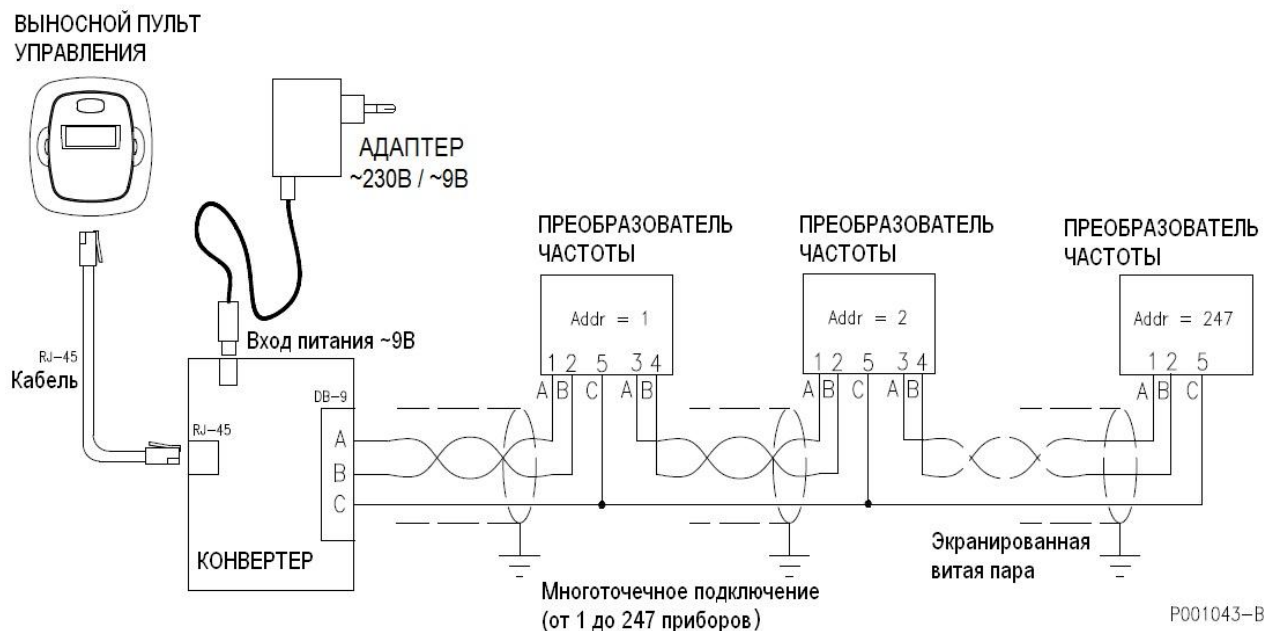 ВЫНОСНОЙ ПУЛЬТ
УПРАВЛЕНИЯ
АДАПТЕР
~230В / ~9В
ПРЕОБРАЗОВАТЕЛЬ
ЧАСТОТЫ
ПРЕОБРАЗОВАТЕЛЬ
ЧАСТОТЫ
ПРЕОБРАЗОВАТЕЛЬ
ЧАСТОТЫ
Addr = 1
Addr = 2
Addr = 247
Вход питания ~9В
1 2 5 3 4
1 2 5 3 4
1 2 5
A B C A B
A B C A B
A B C
RJ-45
Кабель
DB-9
RJ-45
A
B
C
КОНВЕРТЕР
Экранированная
витая пара
Многоточечное подключение
(от 1 до 247 приборов)
P001043-B